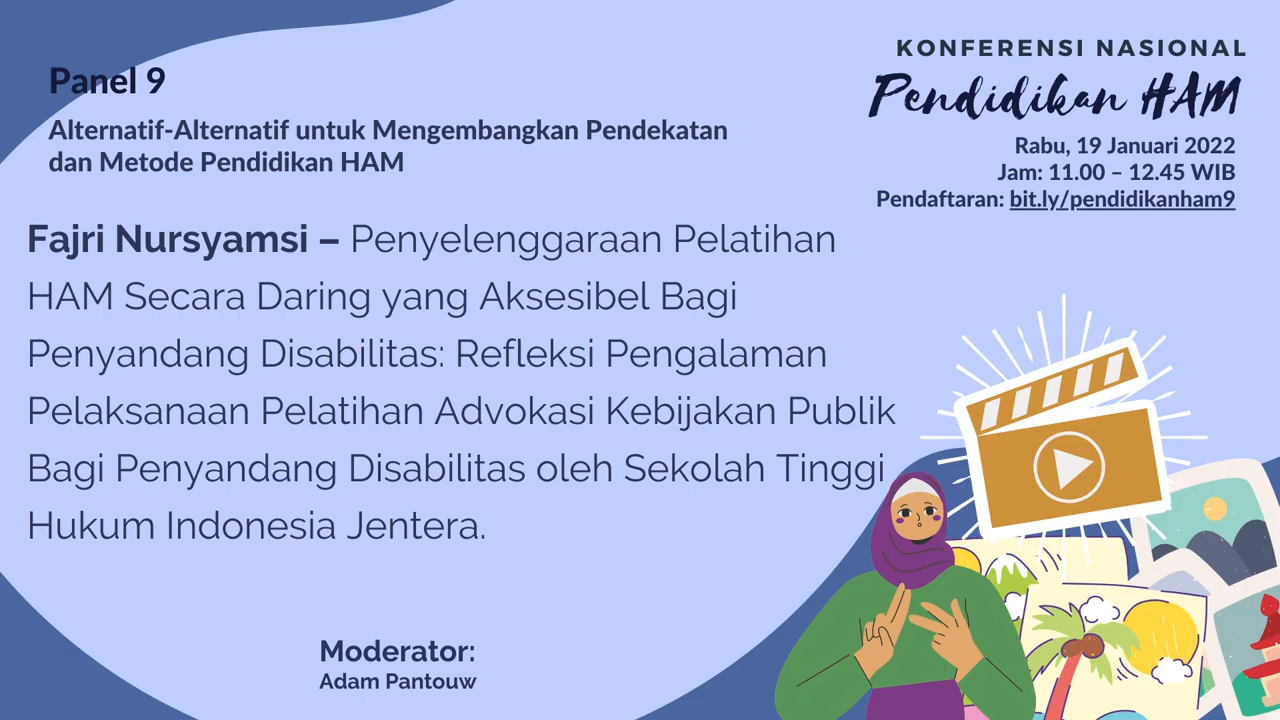 Panel 9
Alternatif-Alternatif untuk Mengembangkan Pendekatan
dan Metode Pendidikan HAM
KONFERENSI NASIONAL
Pendidikan HAM
Rabu, 19 Januari 2022
Jam: 11.00 – 12.45 WIB
Pendaftaran: bit.ly/pendidikanham9
Fajri Nursyamsi – Penyelenggaraan Pelatihan
HAM Secara Daring yang Aksesibel Bagi
Penyandang Disabilitas: Refleksi Pengalaman
Pelaksanaan Pelatihan Advokasi Kebijakan Publik
Bagi Penyandang Disabilitas oleh Sekolah Tinggi
Hukum Indonesia Jentera.
Moderator:
Adam Pantouw